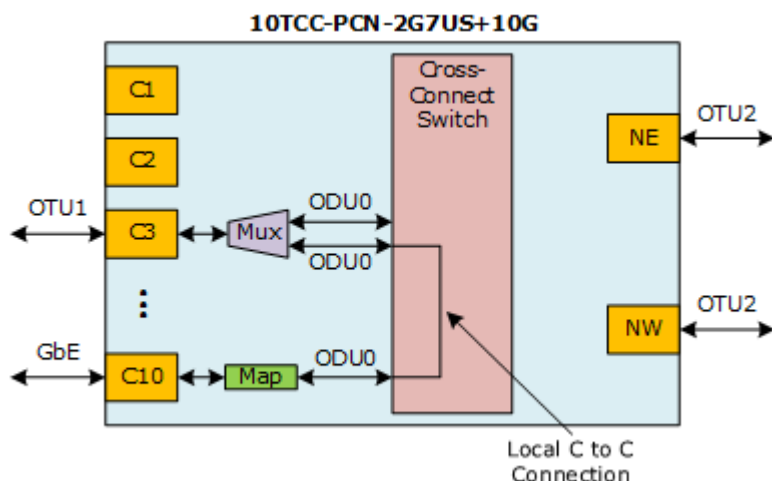 10TCC-PCN-2G7US+10G
C1
Cross-
Connect
Switch
C2
NE
OTU2
OTU1
C3
Mux
ODU0
ODU0
NW
OTU2
GbE
C10
Map
ODU0
Local C to C
Connection